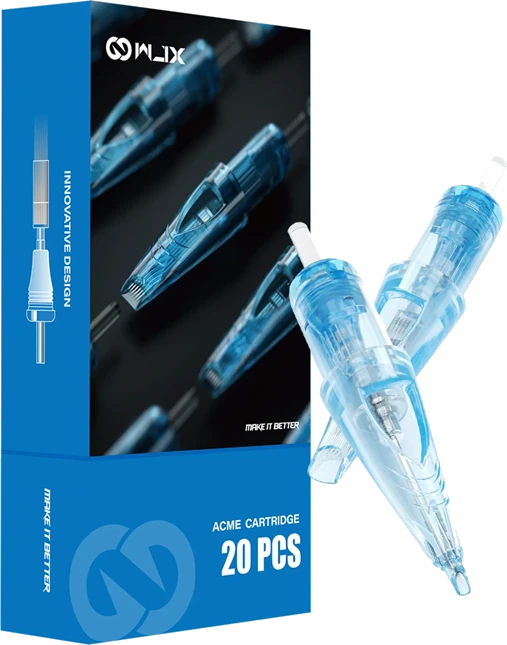 WJX
MAKE IT BETTER
ACME CARTRIDGE
20 PCS
INNOVATIVE DESIGN
MAKE IT BETTER